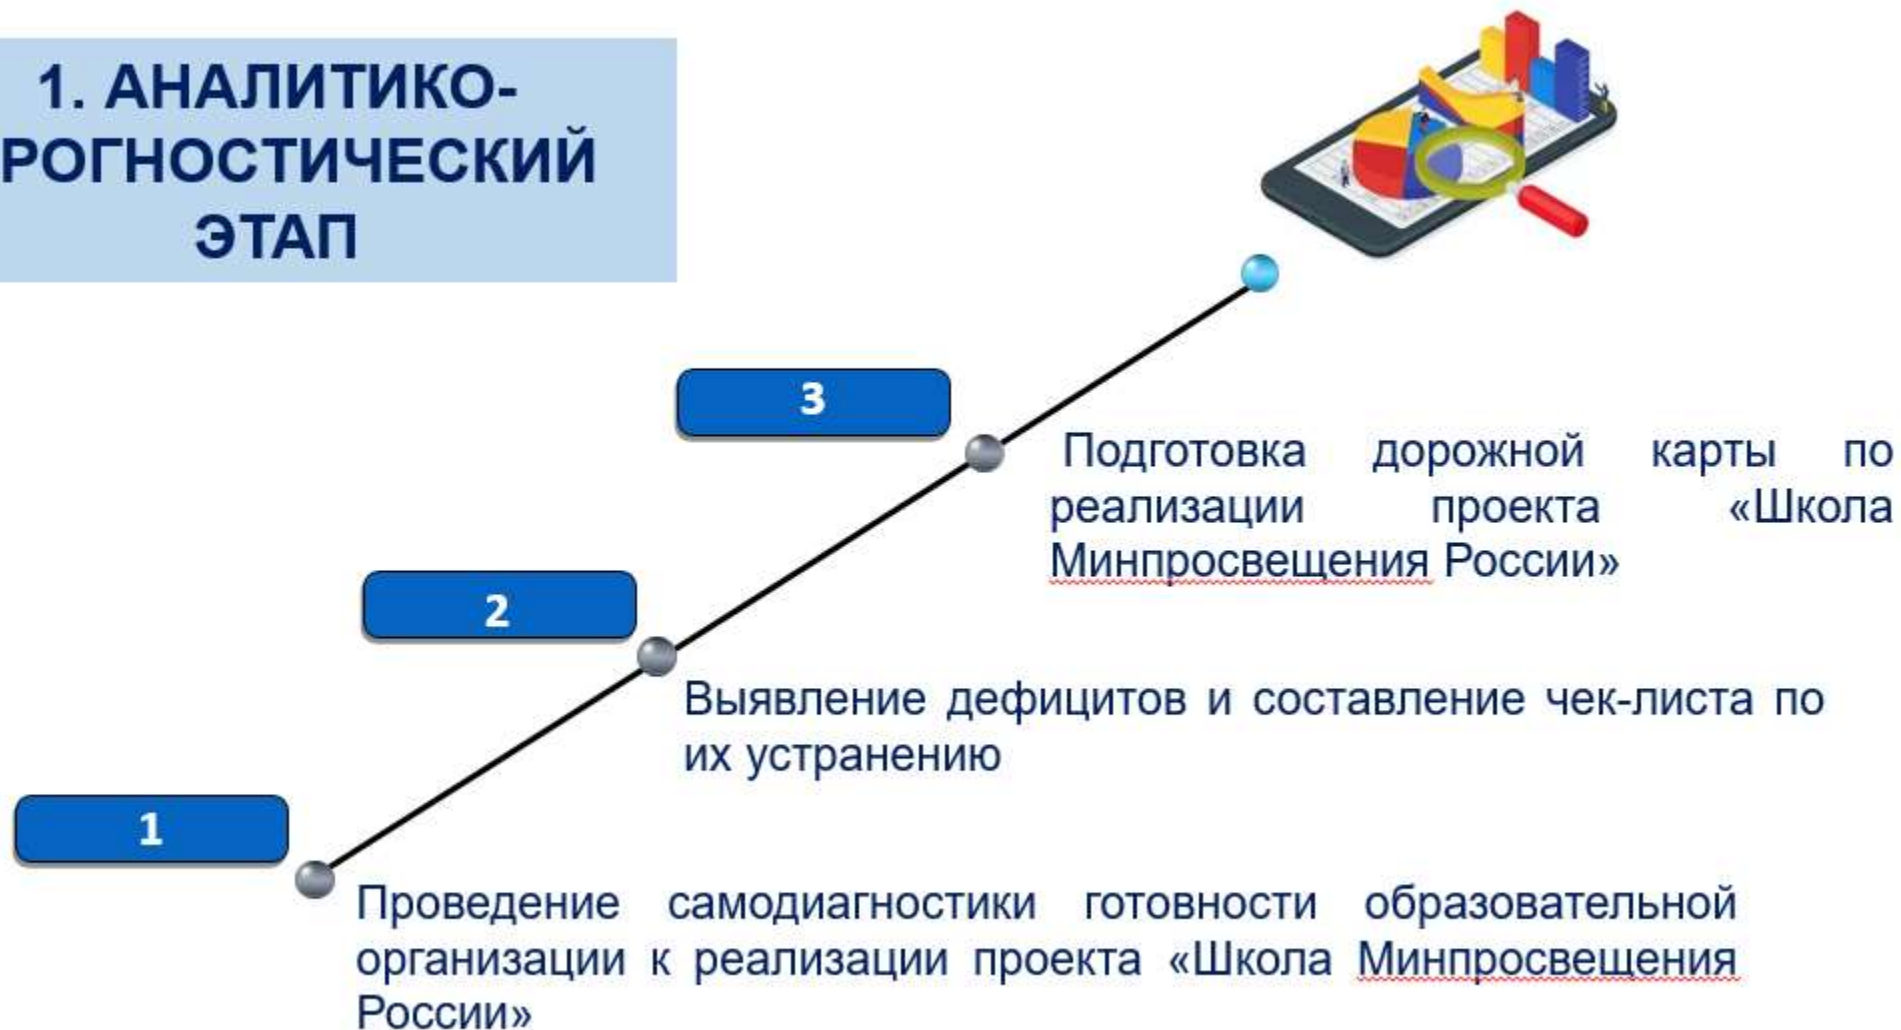 1. АНАЛИТИКО-
РОГНОСТИЧЕСКИЙ
ЭТАП
3
Подготовка дорожной карты по
реализации проекта «Школа
Минпросвещения России»
2
Выявление дефицитов и составление чек-листа по
их устранению
1
Проведение самодиагностики готовности образовательной
организации к реализации проекта «Школа Минпросвещения
России»